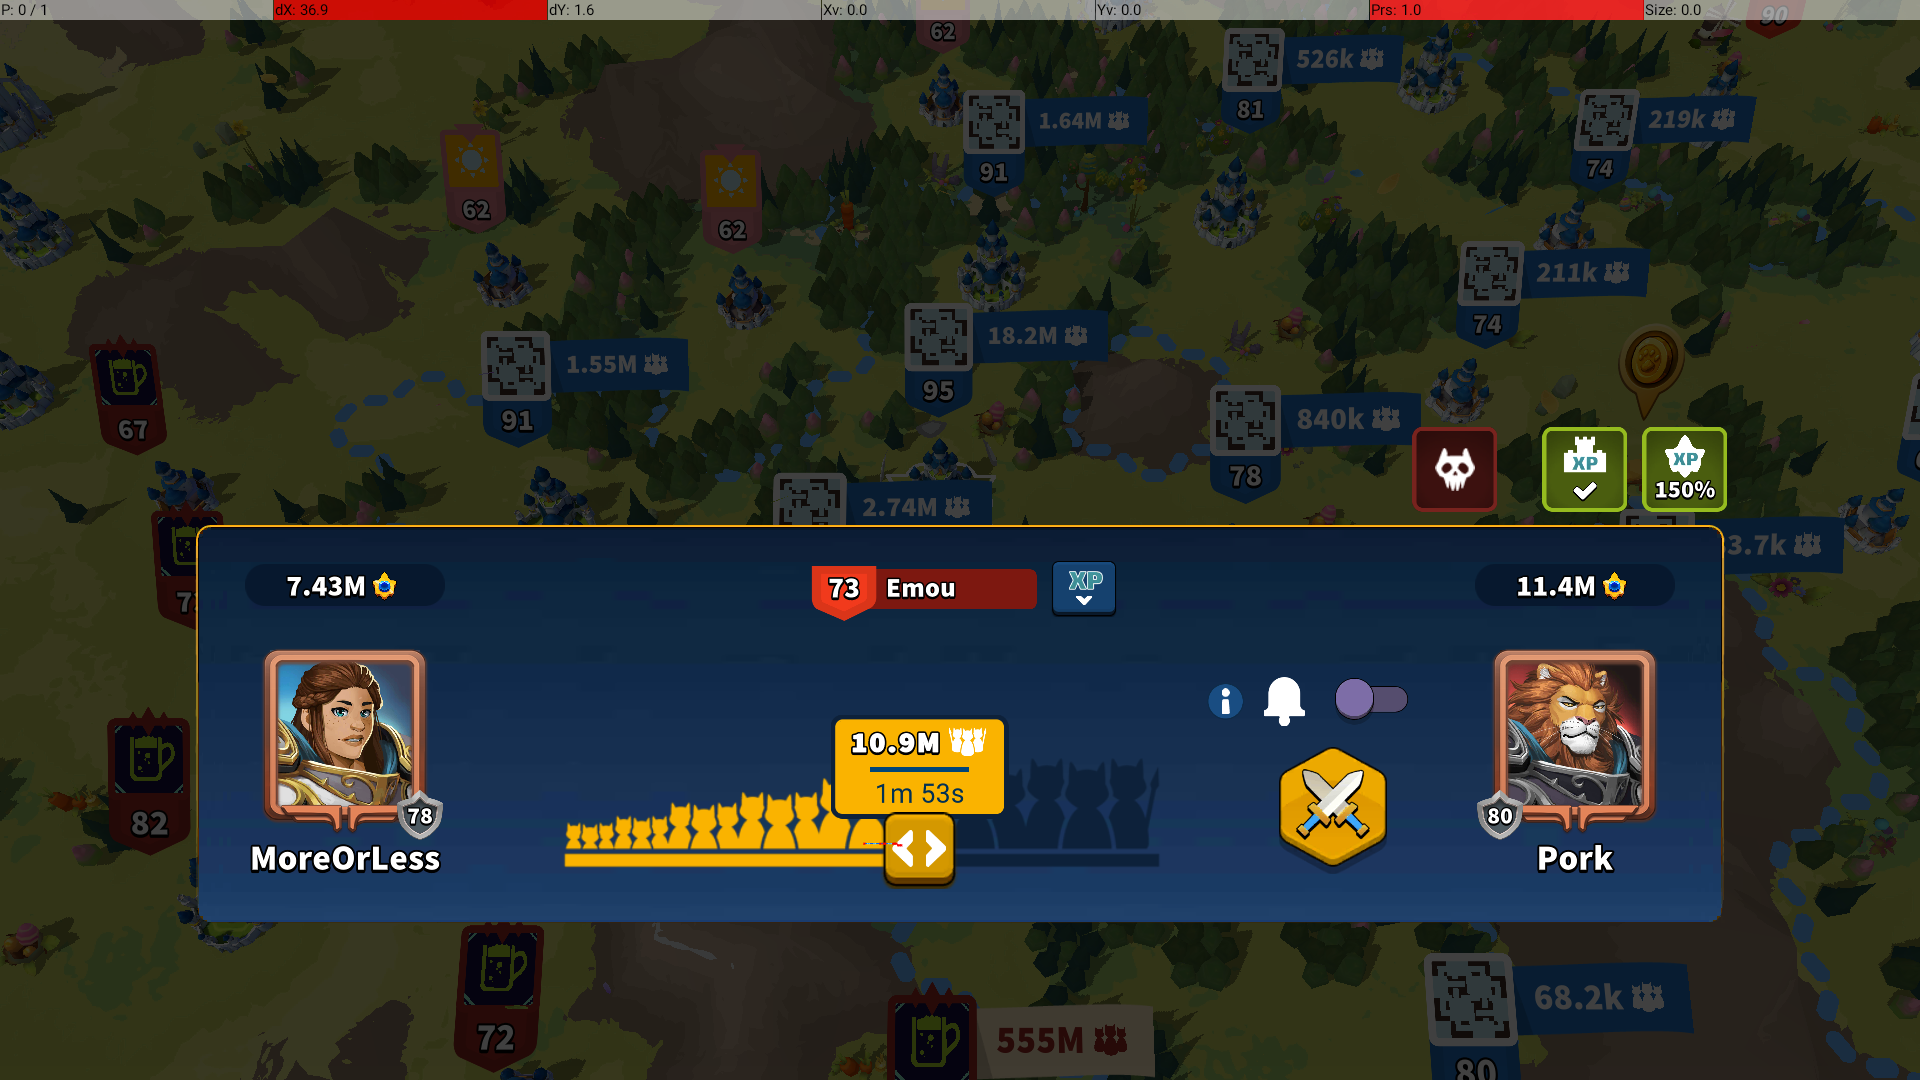 P: 0 / 1 dX: 36.9 dY: 1.6 Xv: 0.0 Yv: 0.0 Prs: 1.0 Size: 0.0
90
62
526k
81
1.64M
91
219k
74
62
62
211k
74
18.2M
95
1.55M
91
67
840k
78
XP
XP
150%
2.74M
3.7k
7.43M
73 Emou
XP
11.4M
10.9M
1m 53s
78
MoreOrLess
80
Pork
82
72
555M
68.2k
80